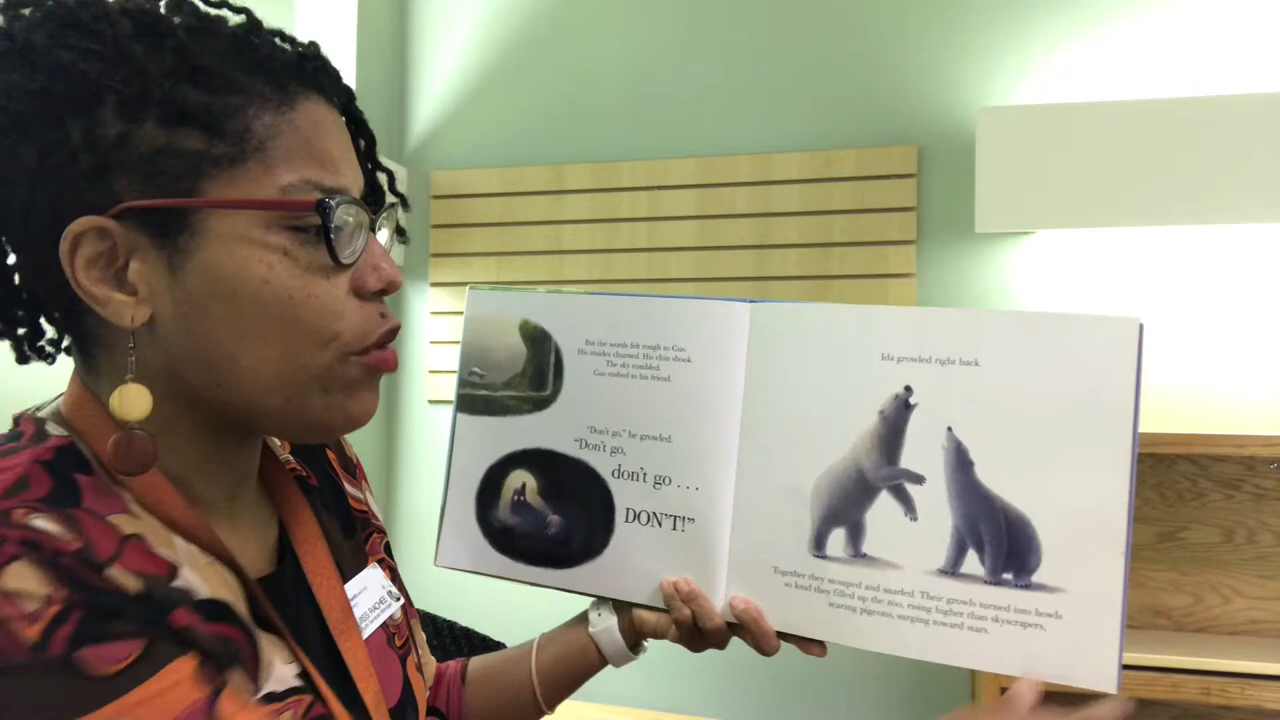 But the words felt rough to Gus.
His insides churned. His chin shook.
The sky rumbled.
Gus rushed to his friend.
"Don't go," he growled.
"Don't go,
don't go . . .
DON'T!"
Ida growled right back.
Together they stomped and snarled. Their growls turned into howls
so loud they filled up the zoo, rising higher than skyscrapers,
scaring pigeons, surging toward stars.
MISS RACHEE